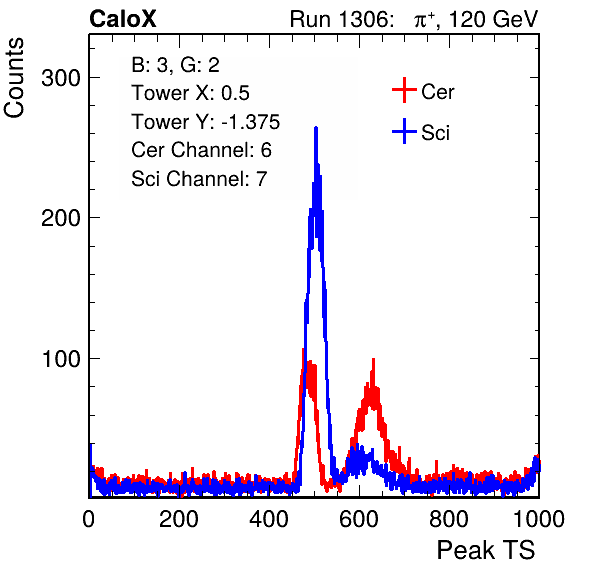 CaloX Run 1306: π⁺, 120 GeV
Counts
B: 3, G: 2
Tower X: 0.5
Tower Y: -1.375
Cer Channel: 6
Sci Channel: 7
Cer
Sci
300
200
100
0 200 400 600 800 1000
Peak TS